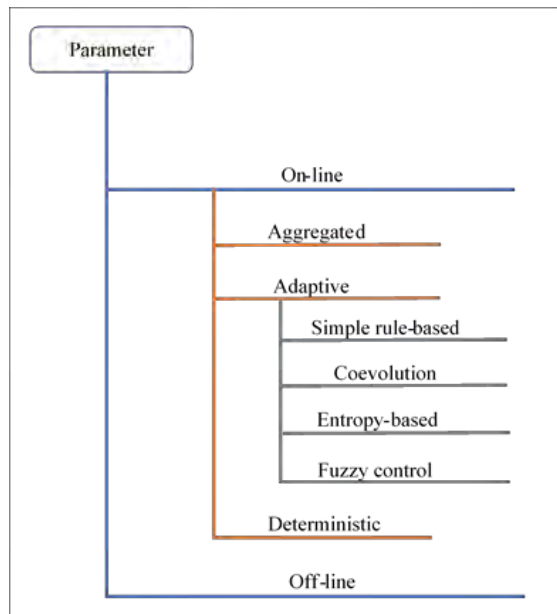 Parameter
On-line
Aggregated
Adaptive
Simple rule-based
Coevolution
Entropy-based
Fuzzy control
Deterministic
Off-line